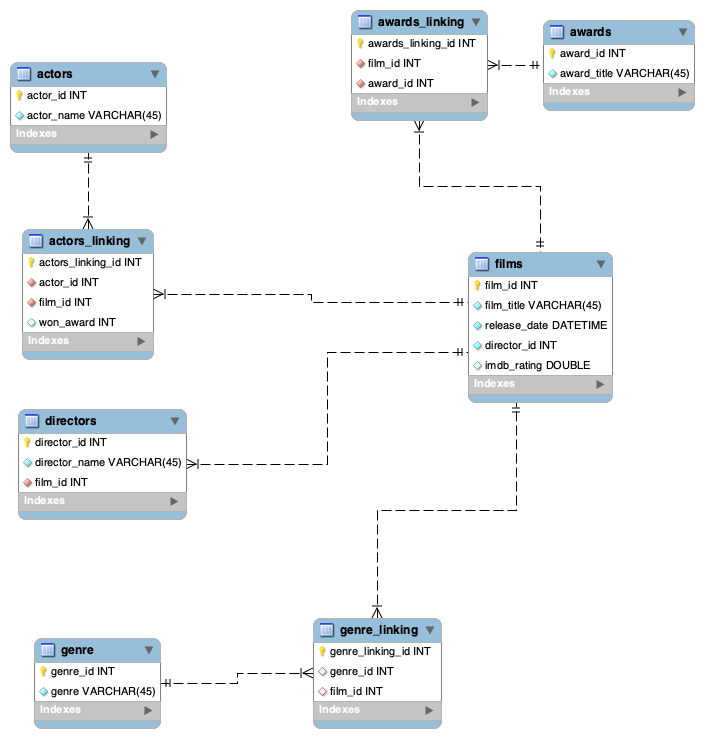 awards_linking
awards_linking_id INT
film_id INT
award_id INT
Indexes
awards
award_id INT
award_title VARCHAR(45)
Indexes
actors
actor_id INT
actor_name VARCHAR(45)
Indexes
actors_linking
actors_linking_id INT
actor_id INT
film_id INT
won_award INT
Indexes
films
film_id INT
film_title VARCHAR(45)
release_date DATETIME
director_id INT
imdb_rating DOUBLE
Indexes
directors
director_id INT
director_name VARCHAR(45)
film_id INT
Indexes
genre
genre_id INT
genre VARCHAR(45)
Indexes
genre_linking
genre_linking_id INT
genre_id INT
film_id INT
Indexes